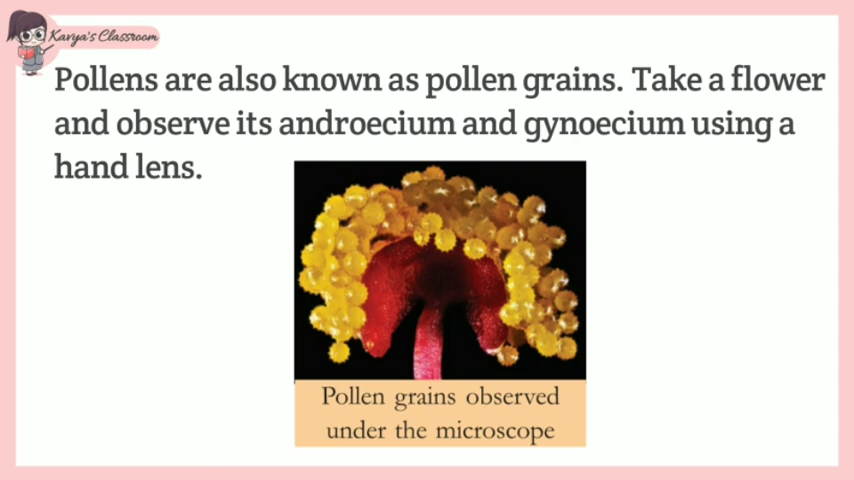 Kavya's Classroom
Pollens are also known as pollen grains. Take a flower
and observe its androecium and gynoecium using a
hand lens.
Pollen grains observed
under the microscope